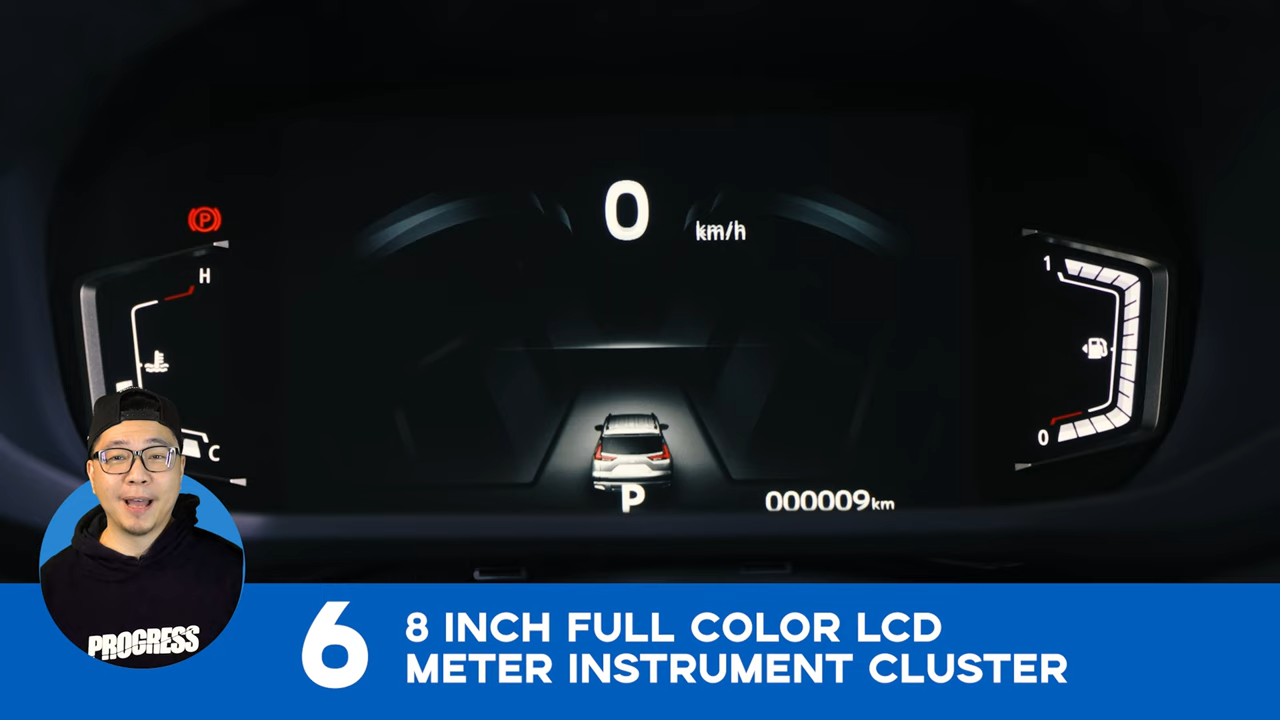 0
km/h
H
C
1
0
P
000009km
PROGRESS
6
8 INCH FULL COLOR LCD
METER INSTRUMENT CLUSTER